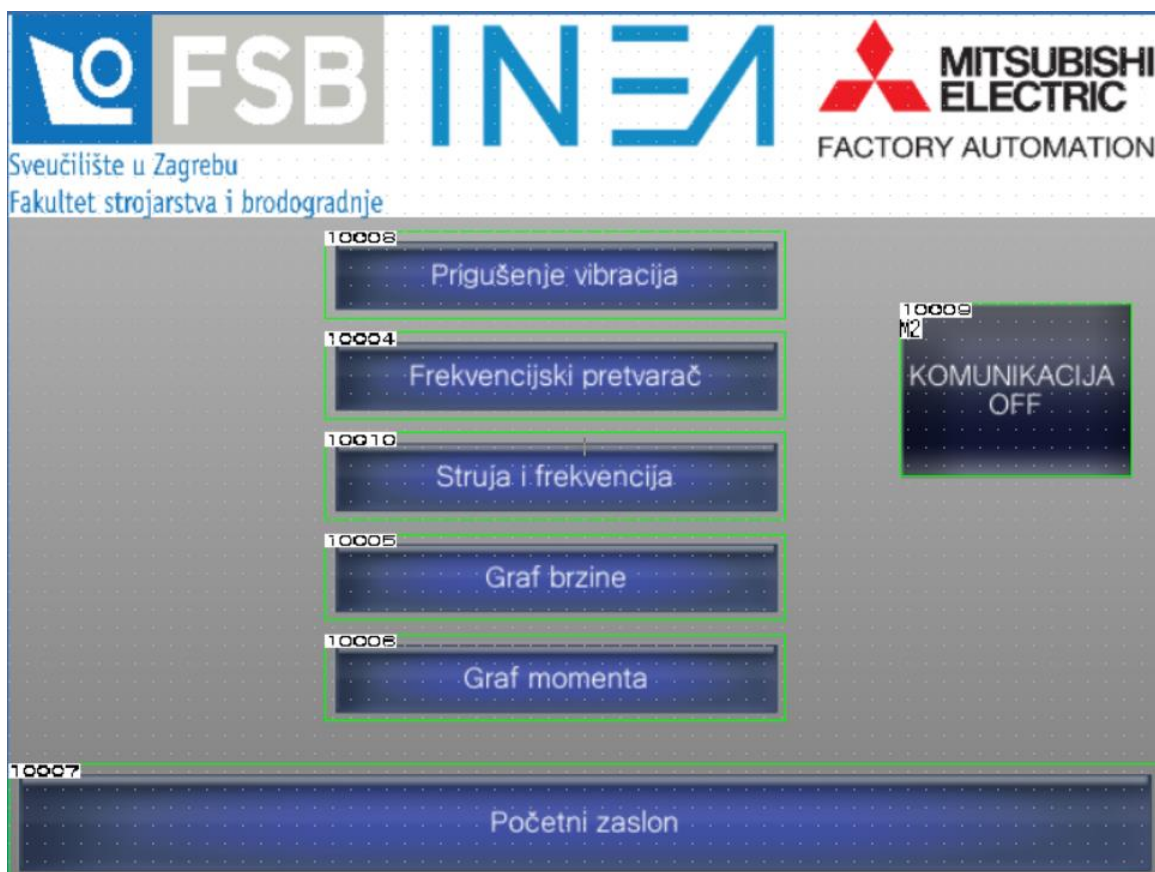 FSB
INEA
MITSUBISHI
ELECTRIC
FACTORY AUTOMATION
Sveučilište u Zagrebu
Fakultet strojarstva i brodogradnje
10008
Prigušenje vibracija
10009
M2
KOMUNIKACIJA
OFF
10004
Frekvencijski pretvarač
10010
Struja i frekvencija
10005
Graf brzine
10006
Graf momenta
10007
Početni zaslon